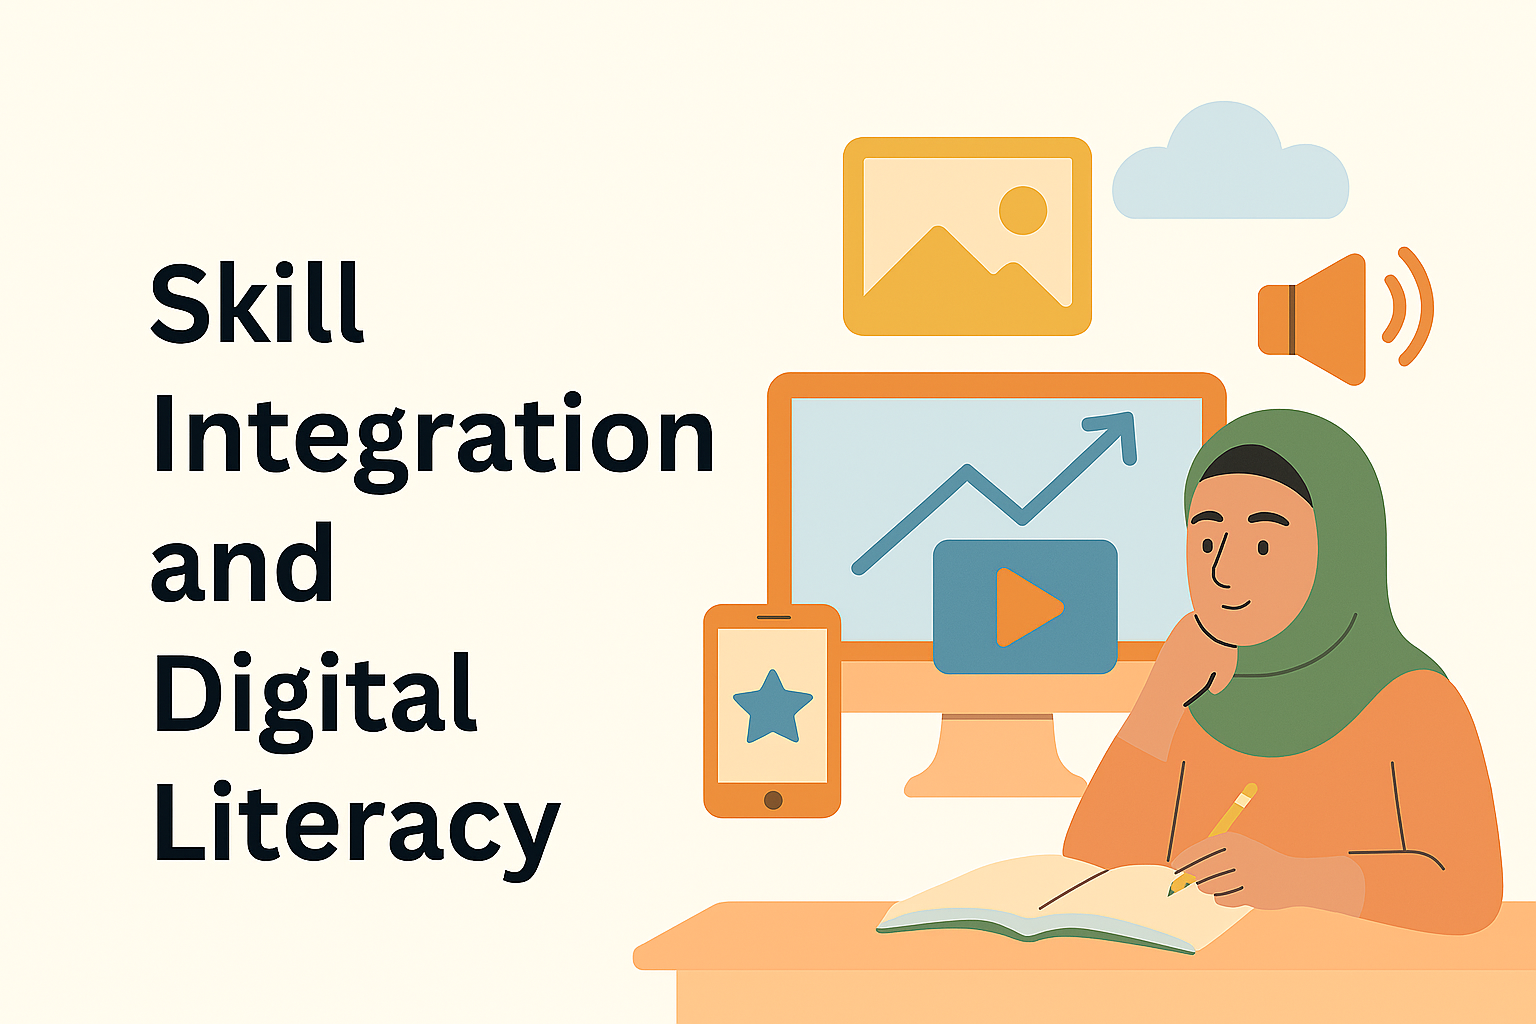 Skill
Integration
and
Digital
Literacy